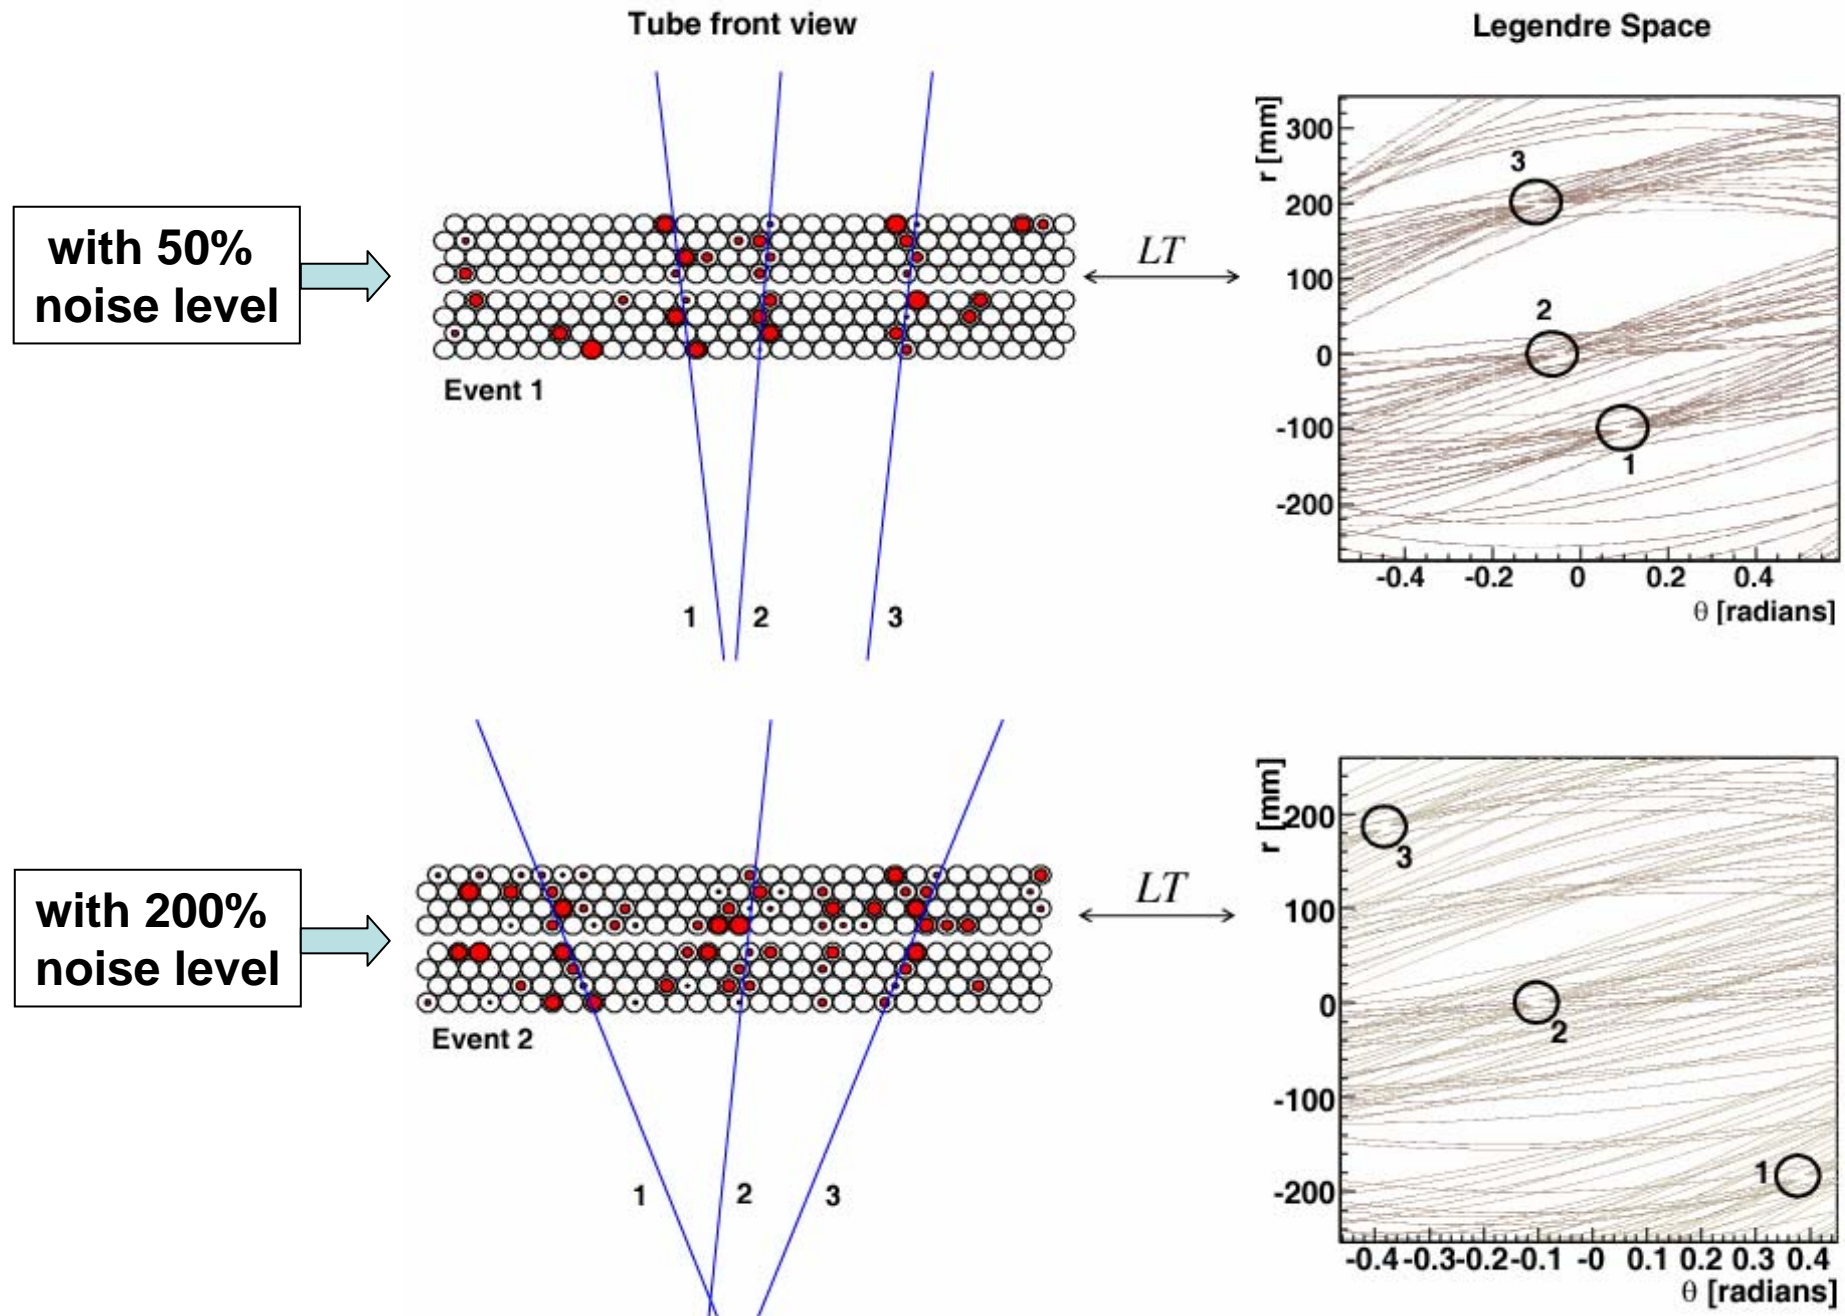 Tube front view
Legendre Space
with 50%
noise level
Event 1
1
2
3
LT
r [mm]
300
200
100
0
-100
-200
3
2
1
-0.4
-0.2
0
0.2
0.4
θ [radians]
with 200%
noise level
Event 2
1
2
3
LT
r [mm]
200
100
0
-100
-200
3
2
1
-0.4
-0.3
-0.2
-0.1
-0
0.1
0.2
0.3
0.4
θ [radians]